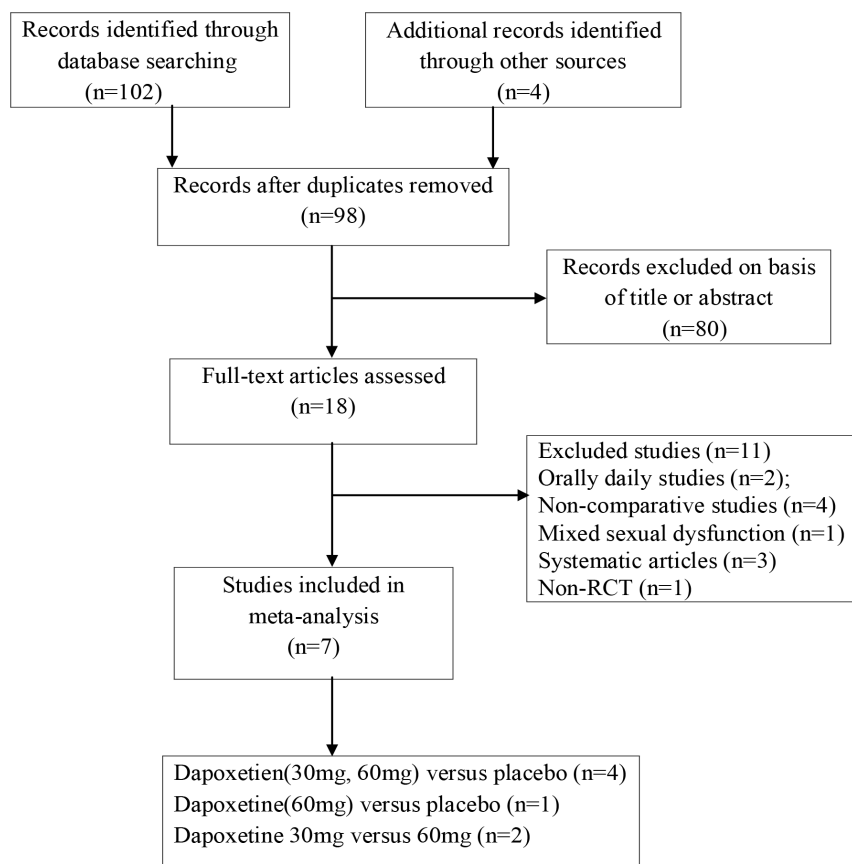 Records identified through
database searching
(n=102)
Additional records identified
through other sources
(n=4)
Records after duplicates removed
(n=98)
Records excluded on basis
of title or abstract
(n=80)
Full-text articles assessed
(n=18)
Excluded studies (n=11)
Orally daily studies (n=2);
Non-comparative studies (n=4)
Mixed sexual dysfunction (n=1)
Systematic articles (n=3)
Non-RCT (n=1)
Studies included in
meta-analysis
(n=7)
Dapoxetien(30mg, 60mg) versus placebo (n=4)
Dapoxetine(60mg) versus placebo (n=1)
Dapoxetine 30mg versus 60mg (n=2)